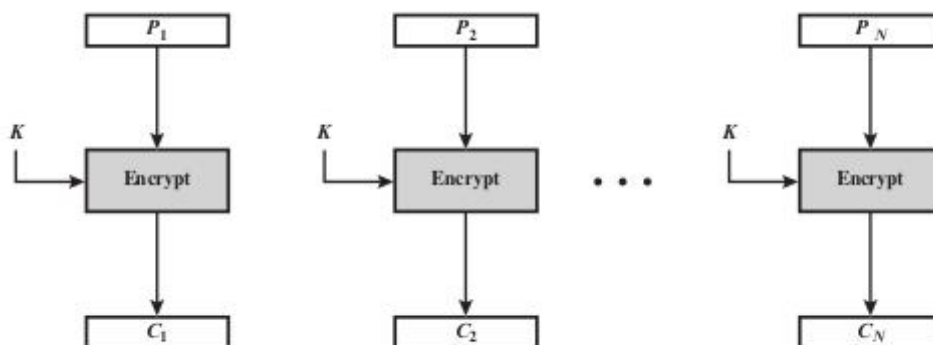 P1 P2 PN
K K K
Encrypt Encrypt • • • Encrypt
C1 C2 CN